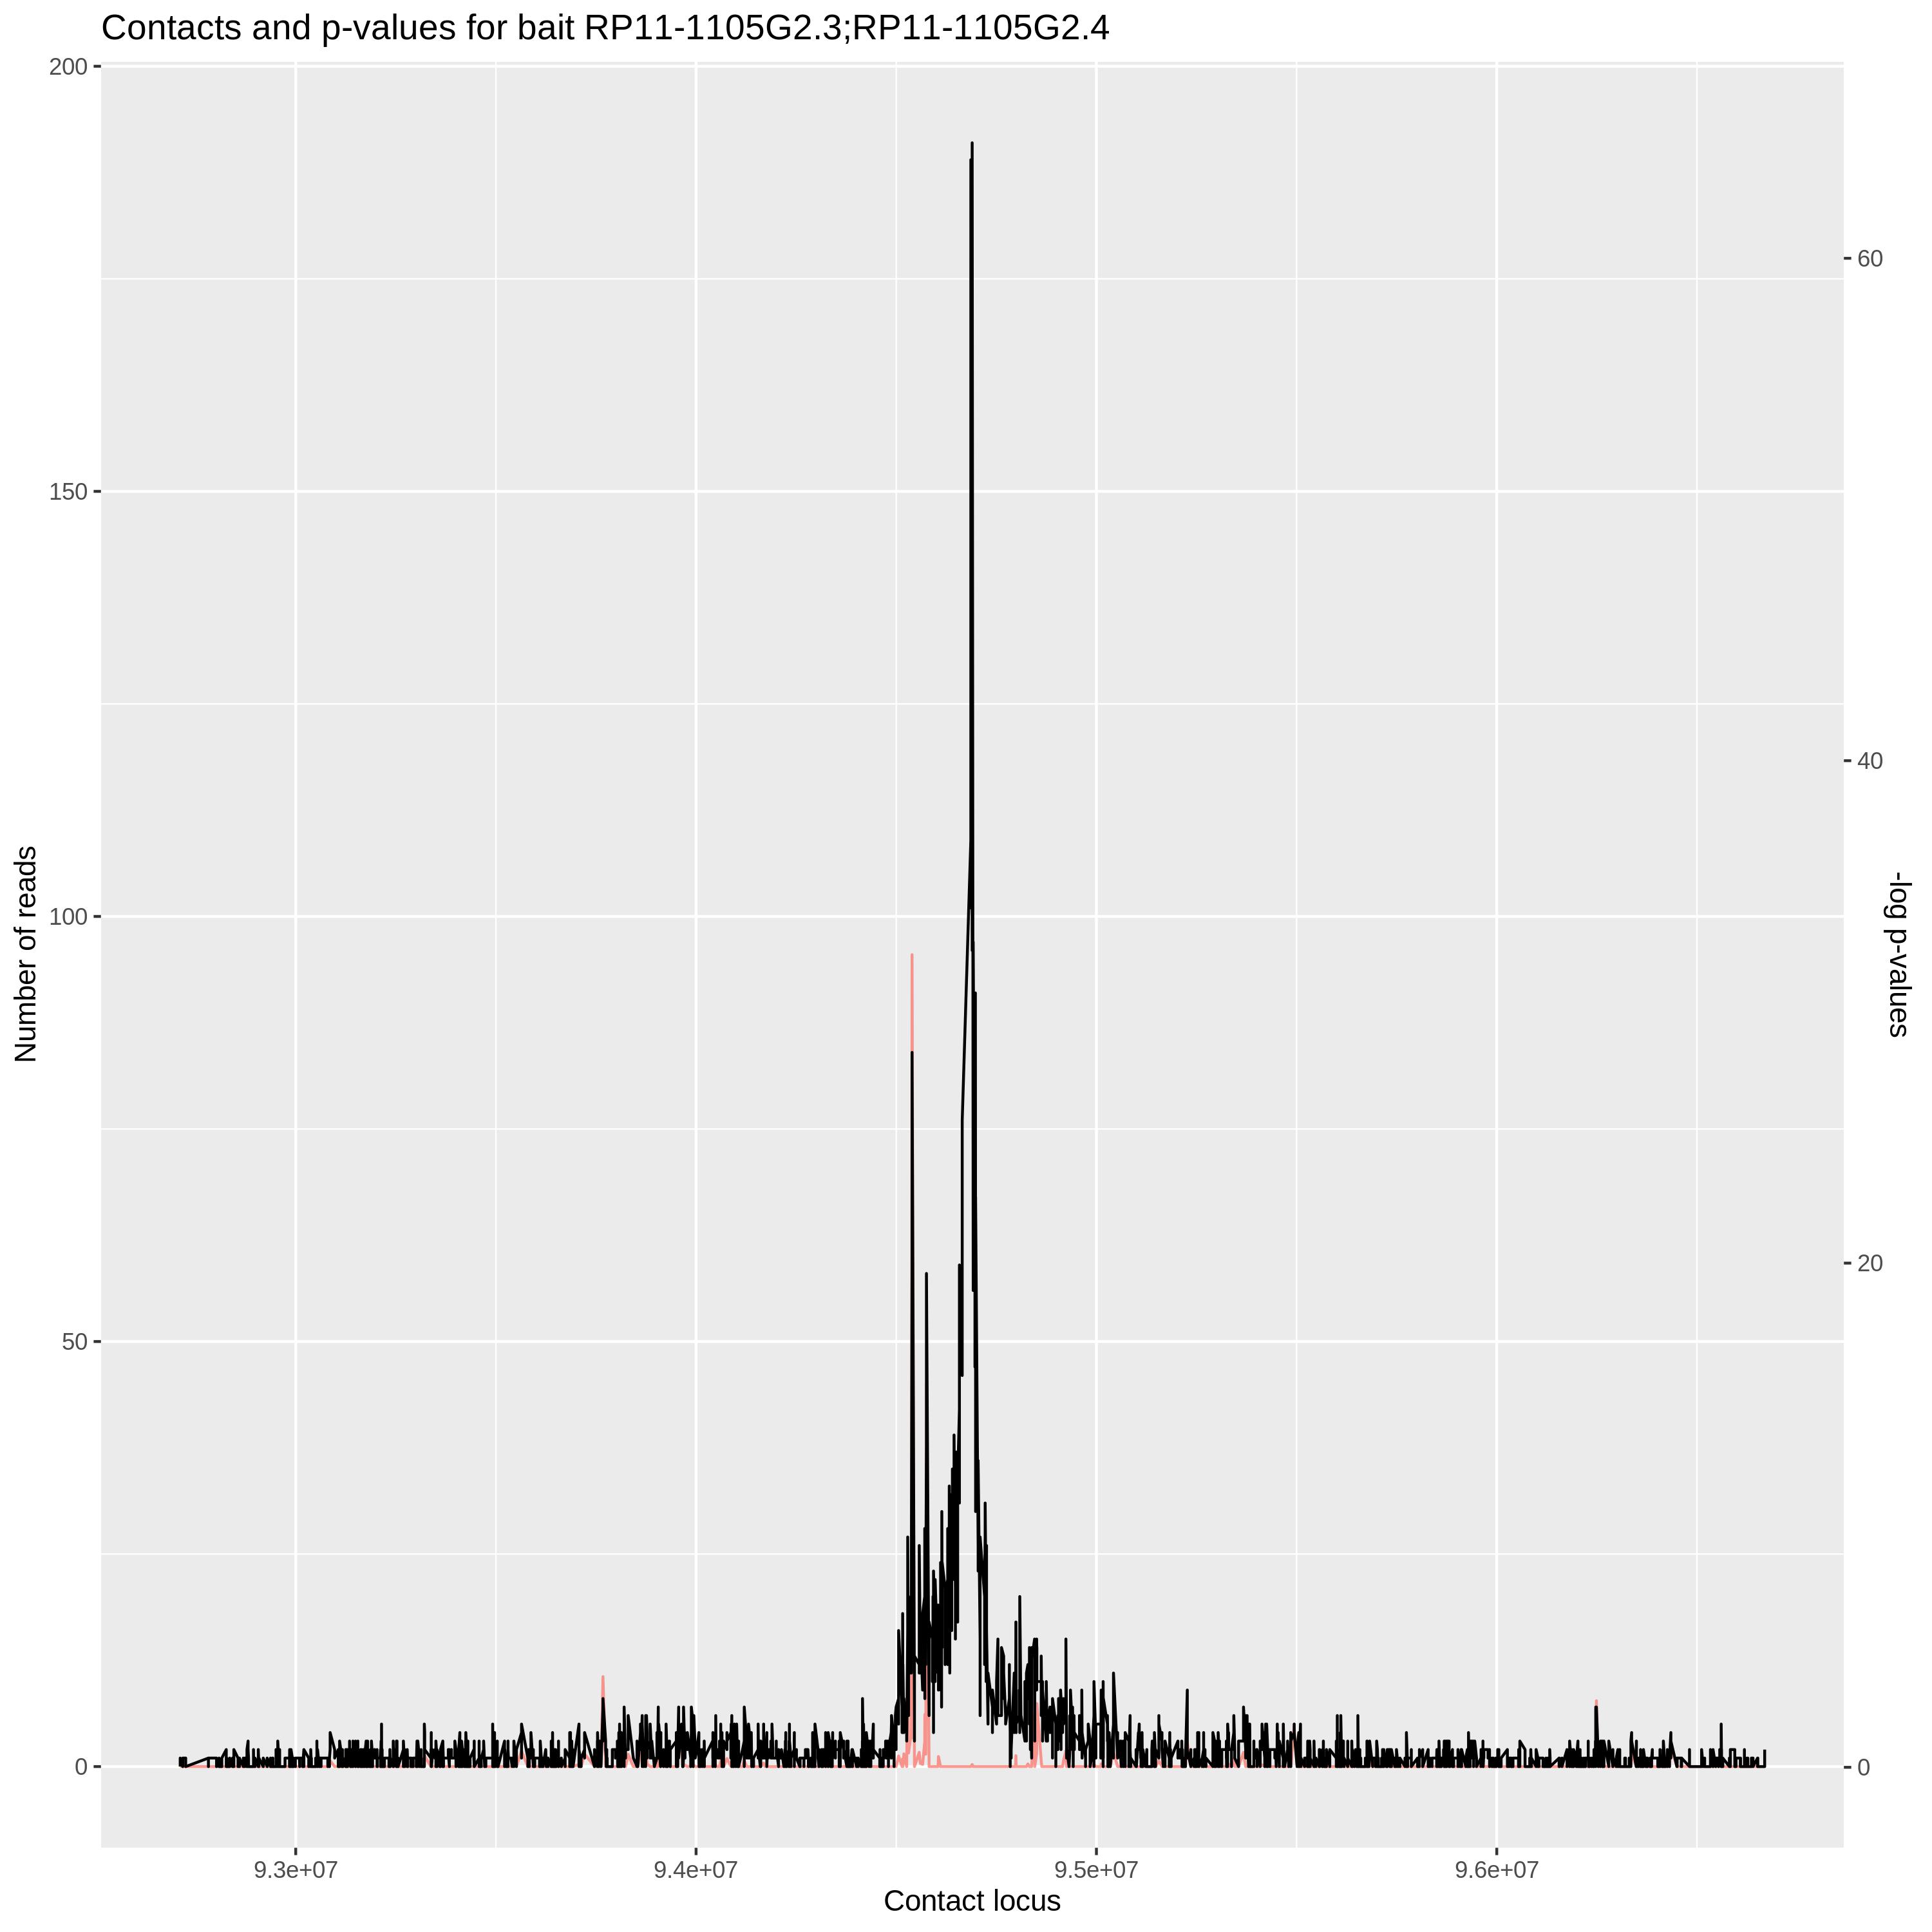 Contacts and p-values for bait RP11-1105G2.3;RP11-1105G2.4
200
150
100
50
0
Number of reads
60
40
20
0
-log p-values
9.3e+07
9.4e+07
9.5e+07
9.6e+07
Contact locus